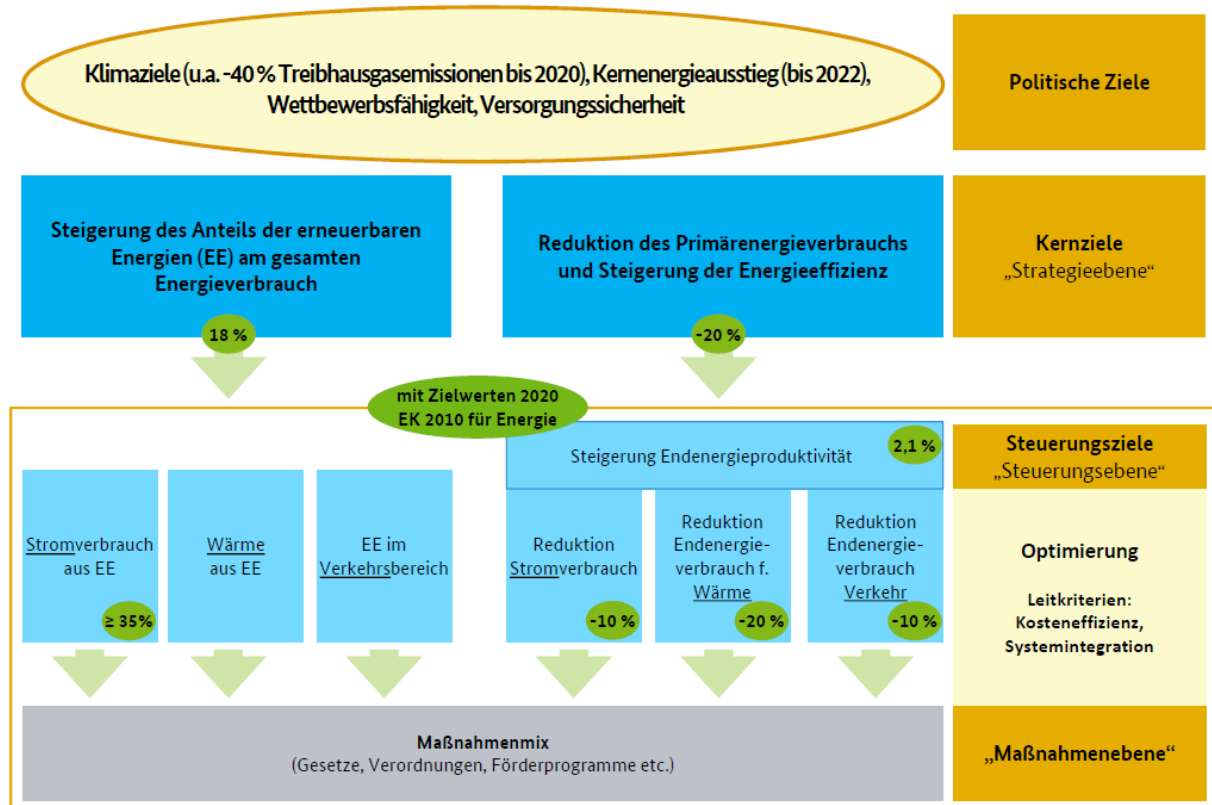 Klimaziele (u.a. -40 % Treibhausgasemissionen bis 2020), Kernenergieausstieg (bis 2022),
Wettbewerbsfähigkeit, Versorgungssicherheit
Politische Ziele
Steigerung des Anteils der erneuerbaren
Energien (EE) am gesamten
Energieverbrauch
18 %
Reduktion des Primärenergieverbrauchs
und Steigerung der Energieeffizienz
-20 %
Kernziele
„Strategieebene“
mit Zielwerten 2020
EK 2010 für Energie
Steigerung Endenergieproduktivität
2,1 %
Steuerungsziele
„Steuerungsebene“
Stromverbrauch
aus EE
≥ 35%
Wärme
aus EE
EE im
Verkehrsbereich
Reduktion
Stromverbrauch
-10 %
Reduktion
Endenergie-
verbrauch f.
Wärme
-20 %
Reduktion
Endenergie-
verbrauch
Verkehr
-10 %
Optimierung
Leitkriterien:
Kosteneffizienz,
Systemintegration
Maßnahmenmix
(Gesetze, Verordnungen, Förderprogramme etc.)
„Maßnahmenebene“